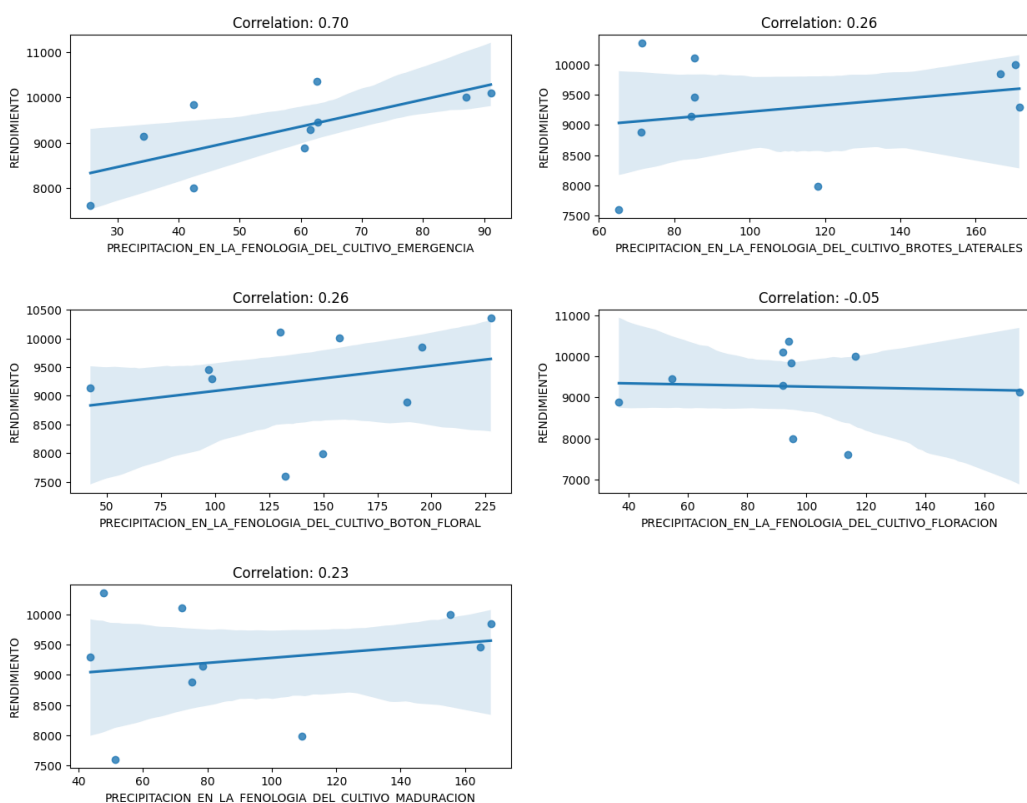 Correlation: 0.70
11000
10000
9000
8000
RENDIMIENTO
30 40 50 60 70 80 90
PRECIPITACION_EN_LA_FENOLOGIA_DEL_CULTIVO_EMERGENCIA
Correlation: 0.26
10000
9500
9000
8500
8000
7500
RENDIMIENTO
60 80 100 120 140 160
PRECIPITACION_EN_LA_FENOLOGIA_DEL_CULTIVO_BROTES_LATERALES
Correlation: 0.26
10500
10000
9500
9000
8500
8000
7500
RENDIMIENTO
50 75 100 125 150 175 200 225
PRECIPITACION_EN_LA_FENOLOGIA_DEL_CULTIVO_BOTON_FLORAL
Correlation: -0.05
11000
10000
9000
8000
7000
RENDIMIENTO
40 60 80 100 120 140 160
PRECIPITACION_EN_LA_FENOLOGIA_DEL_CULTIVO_FLORACION
Correlation: 0.23
10000
9500
9000
8500
8000
7500
RENDIMIENTO
40 60 80 100 120 140 160
PRECIPITACION_EN_LA_FENOLOGIA_DEL_CULTIVO_MADURACION